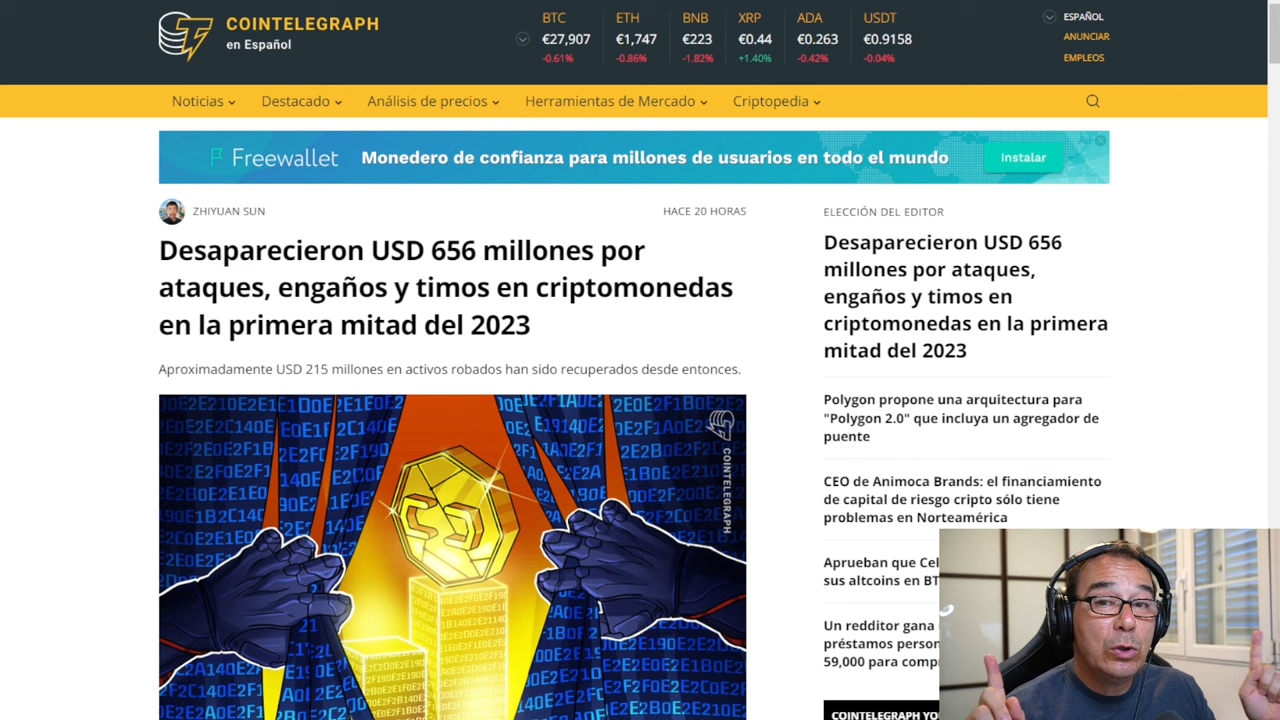 COINTELEGRAPH
en Español
BTC ETH BNB XRP ADA USDT
€27,907 €1,747 €223 €0.44 €0.263 €0.9158
-0.61% -0.86% -1.82% +1.40% -0.42% -0.04%
ESPAÑOL
ANUNCIAR
EMPLEOS
Noticias Destacado Análisis de precios Herramientas de Mercado Criptopedia
Freewallet Monedero de confianza para millones de usuarios en todo el mundo Instalar
ZHIYUAN SUN HACE 20 HORAS
Desaparecieron USD 656 millones por
ataques, engaños y timos en criptomonedas
en la primera mitad del 2023
Aproximadamente USD 215 millones en activos robados han sido recuperados desde entonces.
COINTELEGRAPH
ELECCIÓN DEL EDITOR
Desaparecieron USD 656
millones por ataques,
engaños y timos en
criptomonedas en la primera
mitad del 2023
Polygon propone una arquitectura para
"Polygon 2.0" que incluya un agregador de
puente
CEO de Animoca Brands: el financiamiento
de capital de riesgo cripto sólo tiene
problemas en Norteamérica
Aprueban que Cel
sus altcoins en BT
Un redditor gana
préstamos person
59,000 para comp
COINTELEGRAPH YO